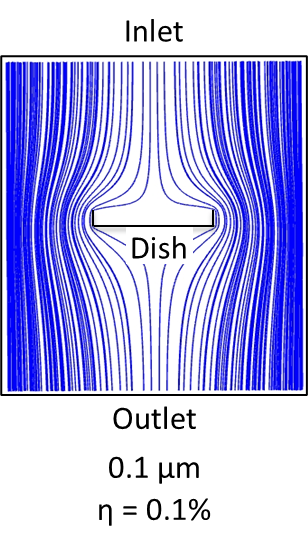 Inlet
Dish
Outlet
0.1 μm
η = 0.1%